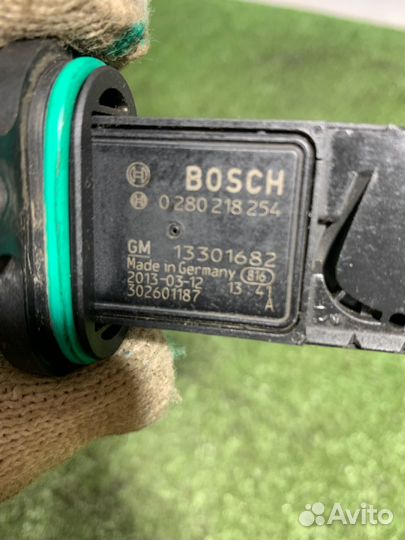 BOSCH
0 280 218 254
GM 13301682
Made in Germany 816
2013-03-12 13:41
302601187 A
Avito